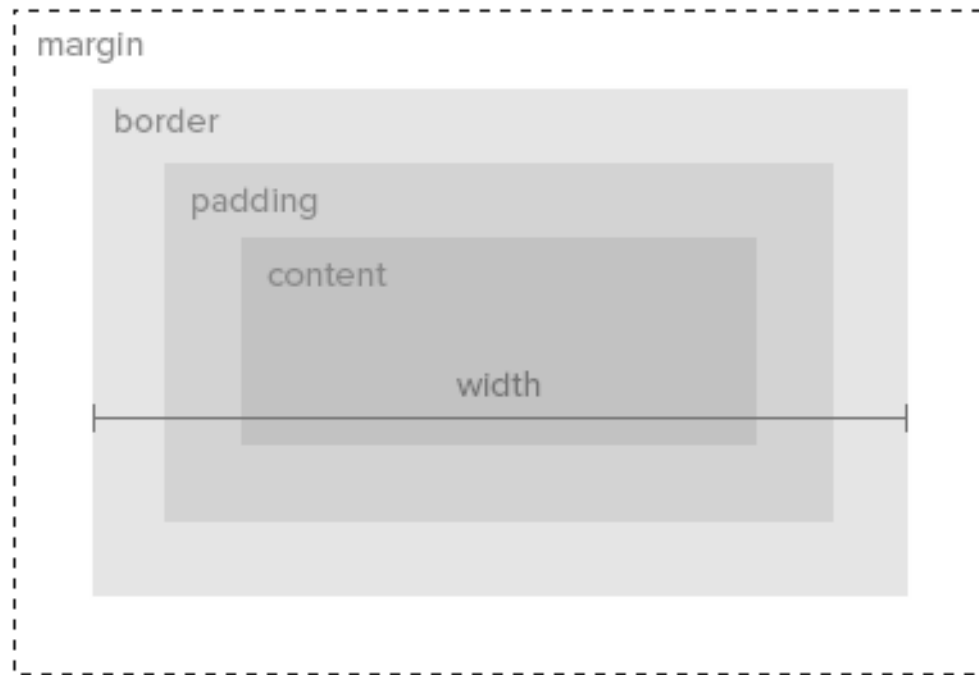 margin
border
padding
content
width